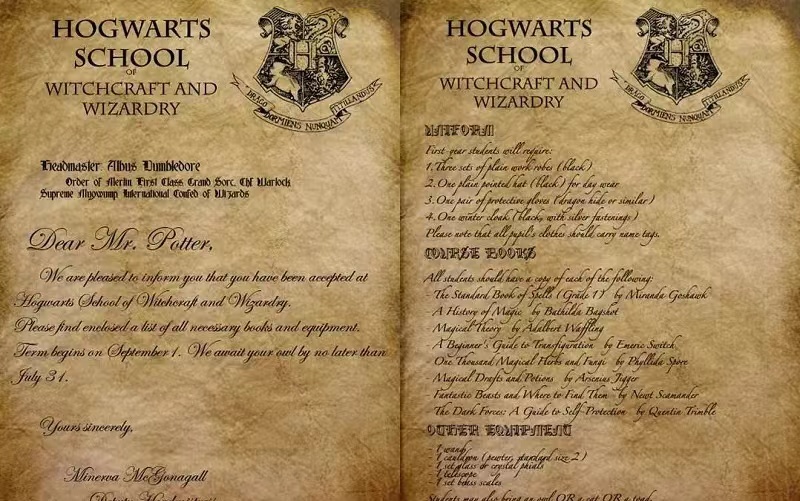 HOGWARTS
SCHOOL
OF
WITCHCRAFT AND
WIZARDRY
DRACO DORMIENS NUNQUAM TITILLANDUS
Headmaster: Albus Dumbledore
Order of Merlin First Class Grand Sorc. Chf Warlock
Supreme Mugwump International Confed of Wizards
Dear Mr. Potter,
We are pleased to inform you that you have been accepted at
Hogwarts School of Witchcraft and Wizardry.
Please find enclosed a list of all necessary books and equipment.
Term begins on September 1. We await your owl by no later than
July 31.
Yours sincerely,
Minerva McGonagall
HOGWARTS
SCHOOL
OF
WITCHCRAFT AND
WIZARDRY
DRACO DORMIENS NUNQUAM TITILLANDUS
UNIFORM
First-year students will require:
1. Three sets of plain work robes (black)
2. One plain pointed hat (black) for day wear
3. One pair of protective gloves (dragon hide or similar)
4. One winter cloak (black, with silver fastenings)
Please note that all pupil's clothes should carry name tags.
COURSE BOOKS
All students should have a copy of each of the following:
The Standard Book of Spells (Grade 1) by Miranda Goshawk
A History of Magic by Bathilda Bagshot
Magical Theory by Adalbert Waffling
A Beginner's Guide to Transfiguration by Emeric Switch
One Thousand Magical Herbs and Fungi by Phyllida Spore
Magical Drafts and Potions by Arsenius Jigger
Fantastic Beasts and Where to Find Them by Newt Scamander
The Dark Forces: A Guide to Self-Protection by Quentin Trimble
OTHER EQUIPMENT
1 wand
1 cauldron (pewter, standard size 2)
1 set glass or crystal phials
1 telescope
1 set brass scales
Students may also bring an owl OR a cat OR a toad